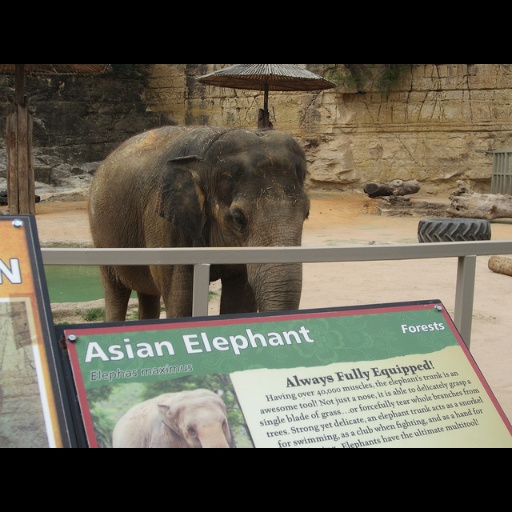 N
Asian Elephant
Forests
Elephas maximus
Always Fully Equipped!
Having over 40,000 muscles, the elephant's trunk is an
awesome tool! Not just a nose, it is able to delicately grasp a
single blade of grass...or forcefully tear whole branches from
trees. Strong yet delicate, an elephant trunk acts as a snorkel
for swimming, as a club when fighting, and as a hand for
Elephants have the ultimate multitool!